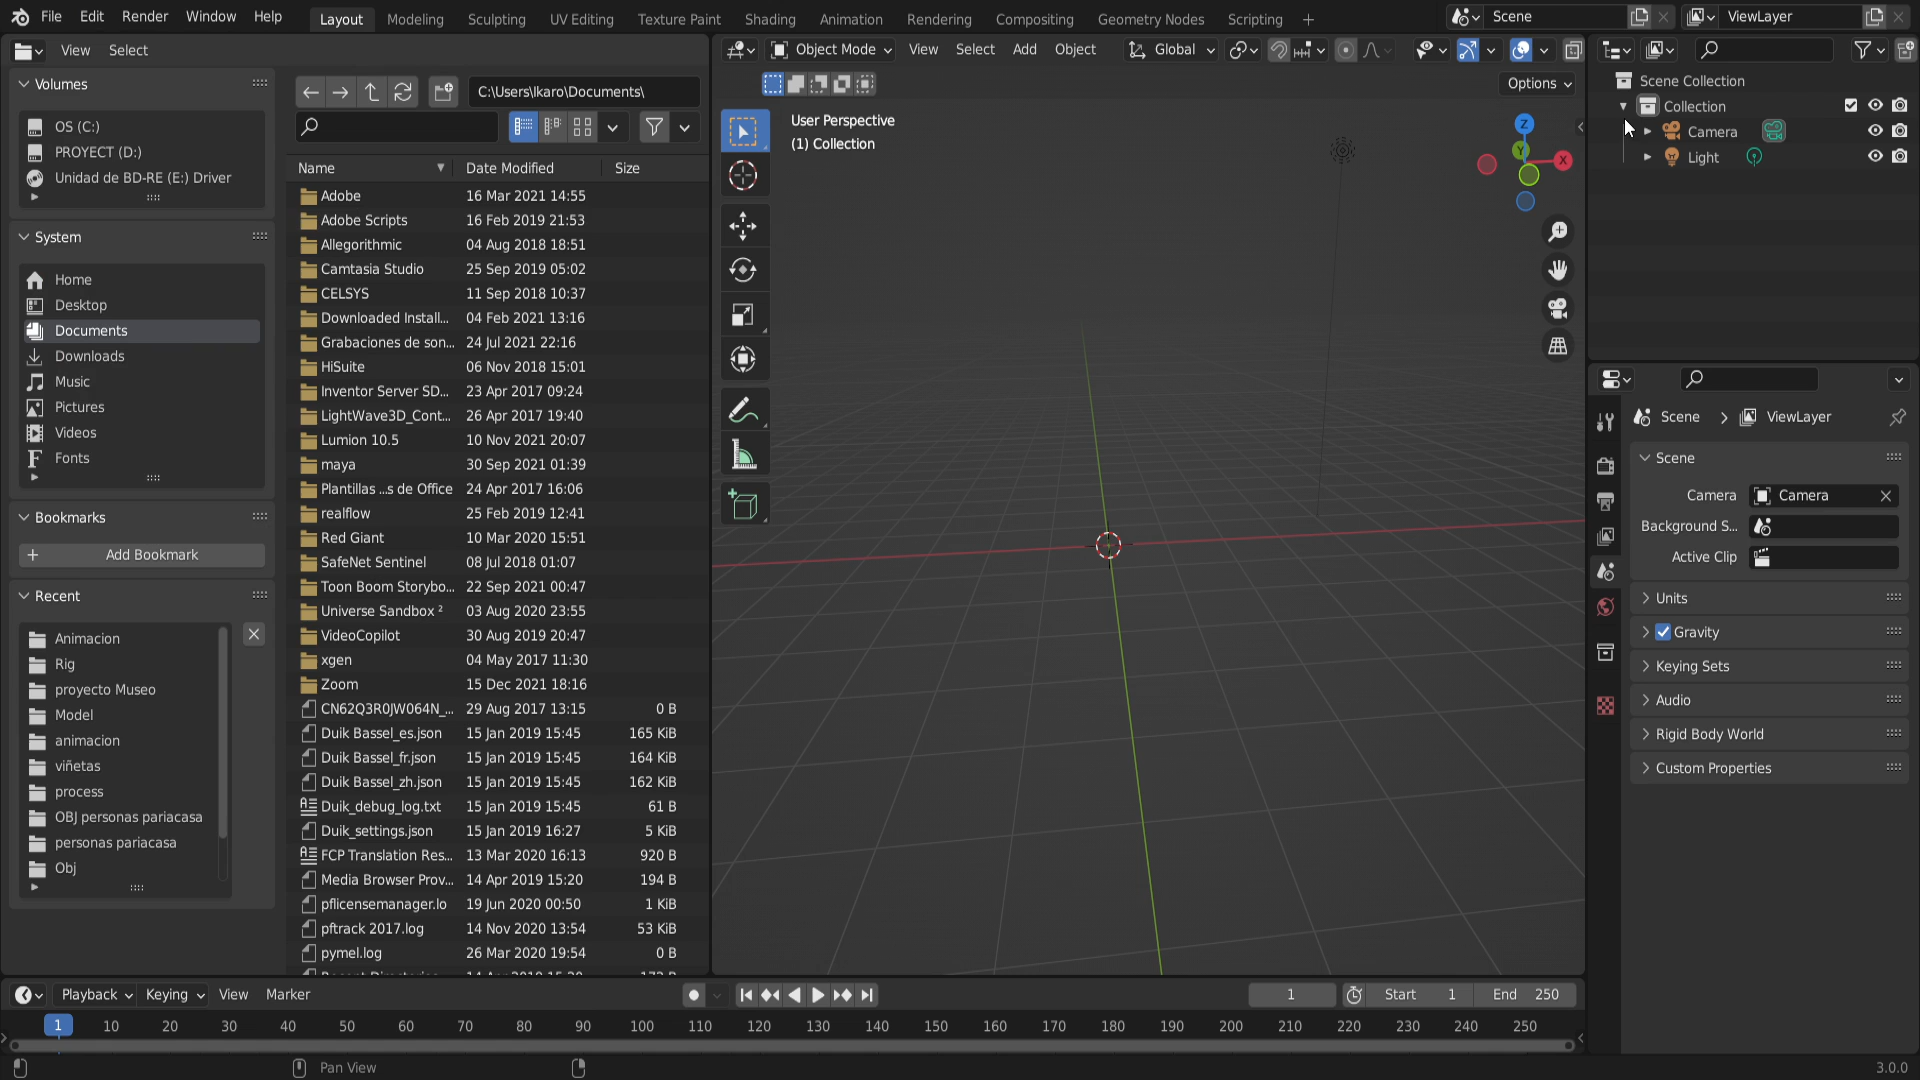 File Edit Render Window Help
Layout Modeling Sculpting UV Editing Texture Paint Shading Animation Rendering Compositing Geometry Nodes Scripting +
Scene
ViewLayer
View Select
Volumes
OS (C:)
PROYECT (D:)
Unidad de BD-RE (E:) Driver
System
Home
Desktop
Documents
Downloads
Music
Pictures
Videos
Fonts
Bookmarks
+ Add Bookmark
Recent
Animacion
Rig
proyecto Museo
Model
animacion
viñetas
process
OBJ personas pariacasa
personas pariacasa
Obj
C:\Users\Ikaro\Documents\
Name Date Modified Size
Adobe 16 Mar 2021 14:55
Adobe Scripts 16 Feb 2019 21:53
Allegorithmic 04 Aug 2018 18:51
Camtasia Studio 25 Sep 2019 05:02
CELSYS 11 Sep 2018 10:37
Downloaded Install... 04 Feb 2021 13:16
Grabaciones de son... 24 Jul 2021 22:16
HiSuite 06 Nov 2018 15:01
Inventor Server SD... 23 Apr 2017 09:24
LightWave3D_Cont... 26 Apr 2017 19:40
Lumion 10.5 10 Nov 2021 20:07
maya 30 Sep 2021 01:39
Plantillas ...s de Office 24 Apr 2017 16:06
realflow 25 Feb 2019 12:41
Red Giant 10 Mar 2020 15:51
SafeNet Sentinel 08 Jul 2018 01:07
Toon Boom Storybo... 22 Sep 2021 00:47
Universe Sandbox ² 03 Aug 2020 23:55
VideoCopilot 30 Aug 2019 20:47
xgen 04 May 2017 11:30
Zoom 15 Dec 2021 18:16
CN62Q3R0JW064N_... 29 Aug 2017 13:15 0 B
Duik Bassel_es.json 15 Jan 2019 15:45 165 KiB
Duik Bassel_fr.json 15 Jan 2019 15:45 164 KiB
Duik Bassel_zh.json 15 Jan 2019 15:45 162 KiB
Duik_debug_log.txt 15 Jan 2019 15:45 61 B
Duik_settings.json 15 Jan 2019 16:27 5 KiB
FCP Translation Res... 13 Mar 2020 16:13 920 B
Media Browser Prov... 14 Apr 2019 15:20 194 B
pflicensemanager.lo 19 Jun 2020 00:50 1 KiB
pftrack 2017.log 14 Nov 2020 13:54 53 KiB
pymel.log 26 Mar 2020 19:54 0 B
Object Mode View Select Add Object Global
Options
User Perspective
(1) Collection
Z
Y
X
Scene Collection
Collection
Camera
Light
Scene > ViewLayer
Scene
Camera Camera
Background S...
Active Clip
Units
Gravity
Keying Sets
Audio
Rigid Body World
Custom Properties
Playback Keying View Marker
1 Start 1 End 250
1 10 20 30 40 50 60 70 80 90 100 110 120 130 140 150 160 170 180 190 200 210 220 230 240 250
Pan View
3.0.0